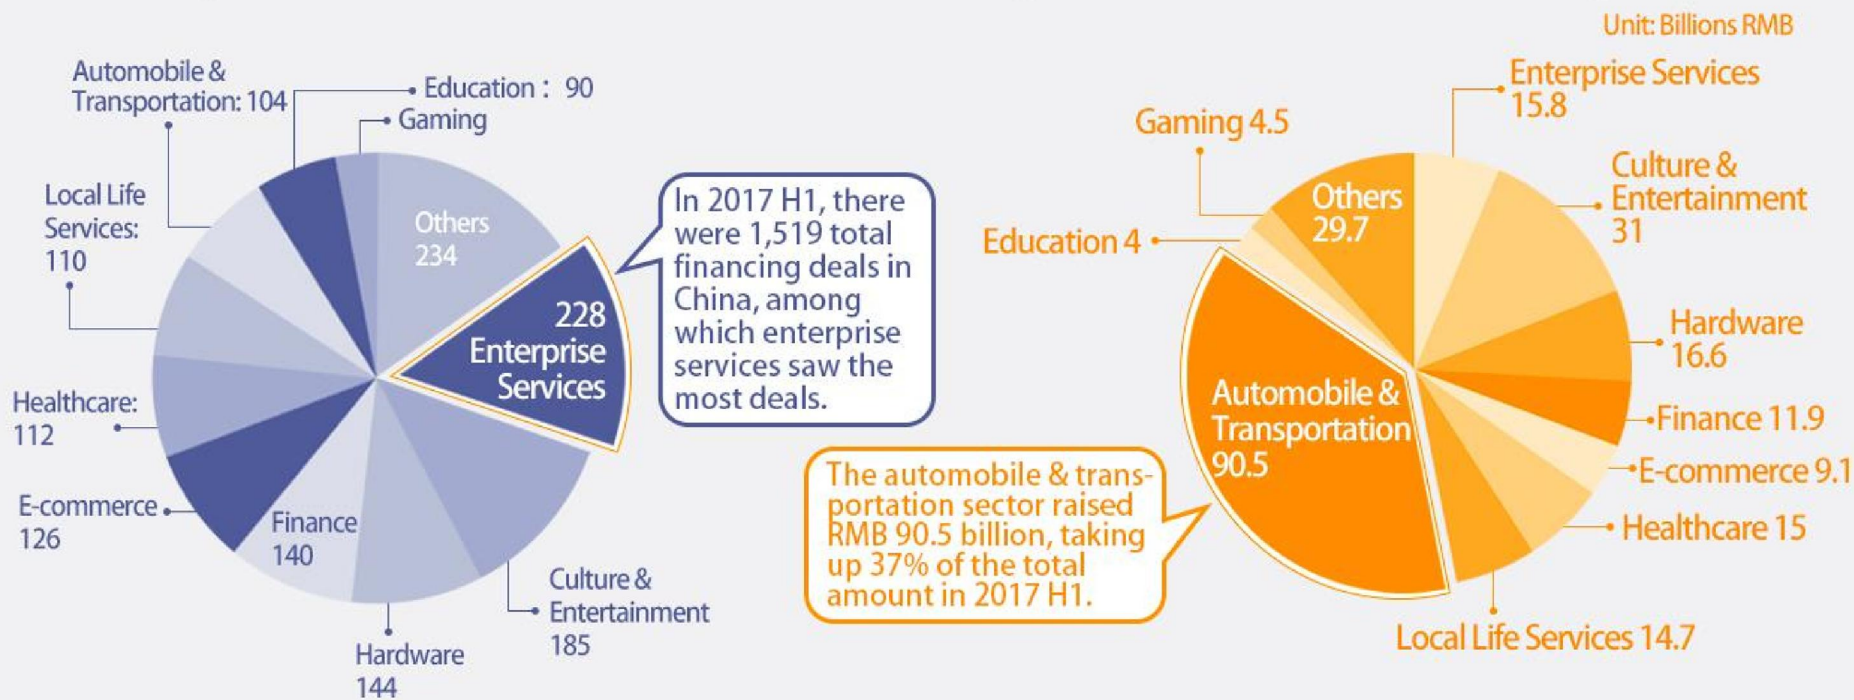 Automobile &
Transportation: 104
Education : 90
Gaming
Local Life
Services:
110
Others
234
228
Enterprise
Services
Healthcare:
112
E-commerce
126
Finance
140
Hardware
144
Culture &
Entertainment
185
In 2017 H1, there
were 1,519 total
financing deals in
China, among
which enterprise
services saw the
most deals.
Unit: Billions RMB
Enterprise Services
15.8
Gaming 4.5
Culture &
Entertainment
31
Others
29.7
Education 4
Hardware
16.6
Automobile &
Transportation
90.5
Finance 11.9
E-commerce 9.1
Healthcare 15
Local Life Services 14.7
The automobile & trans-
portation sector raised
RMB 90.5 billion, taking
up 37% of the total
amount in 2017 H1.